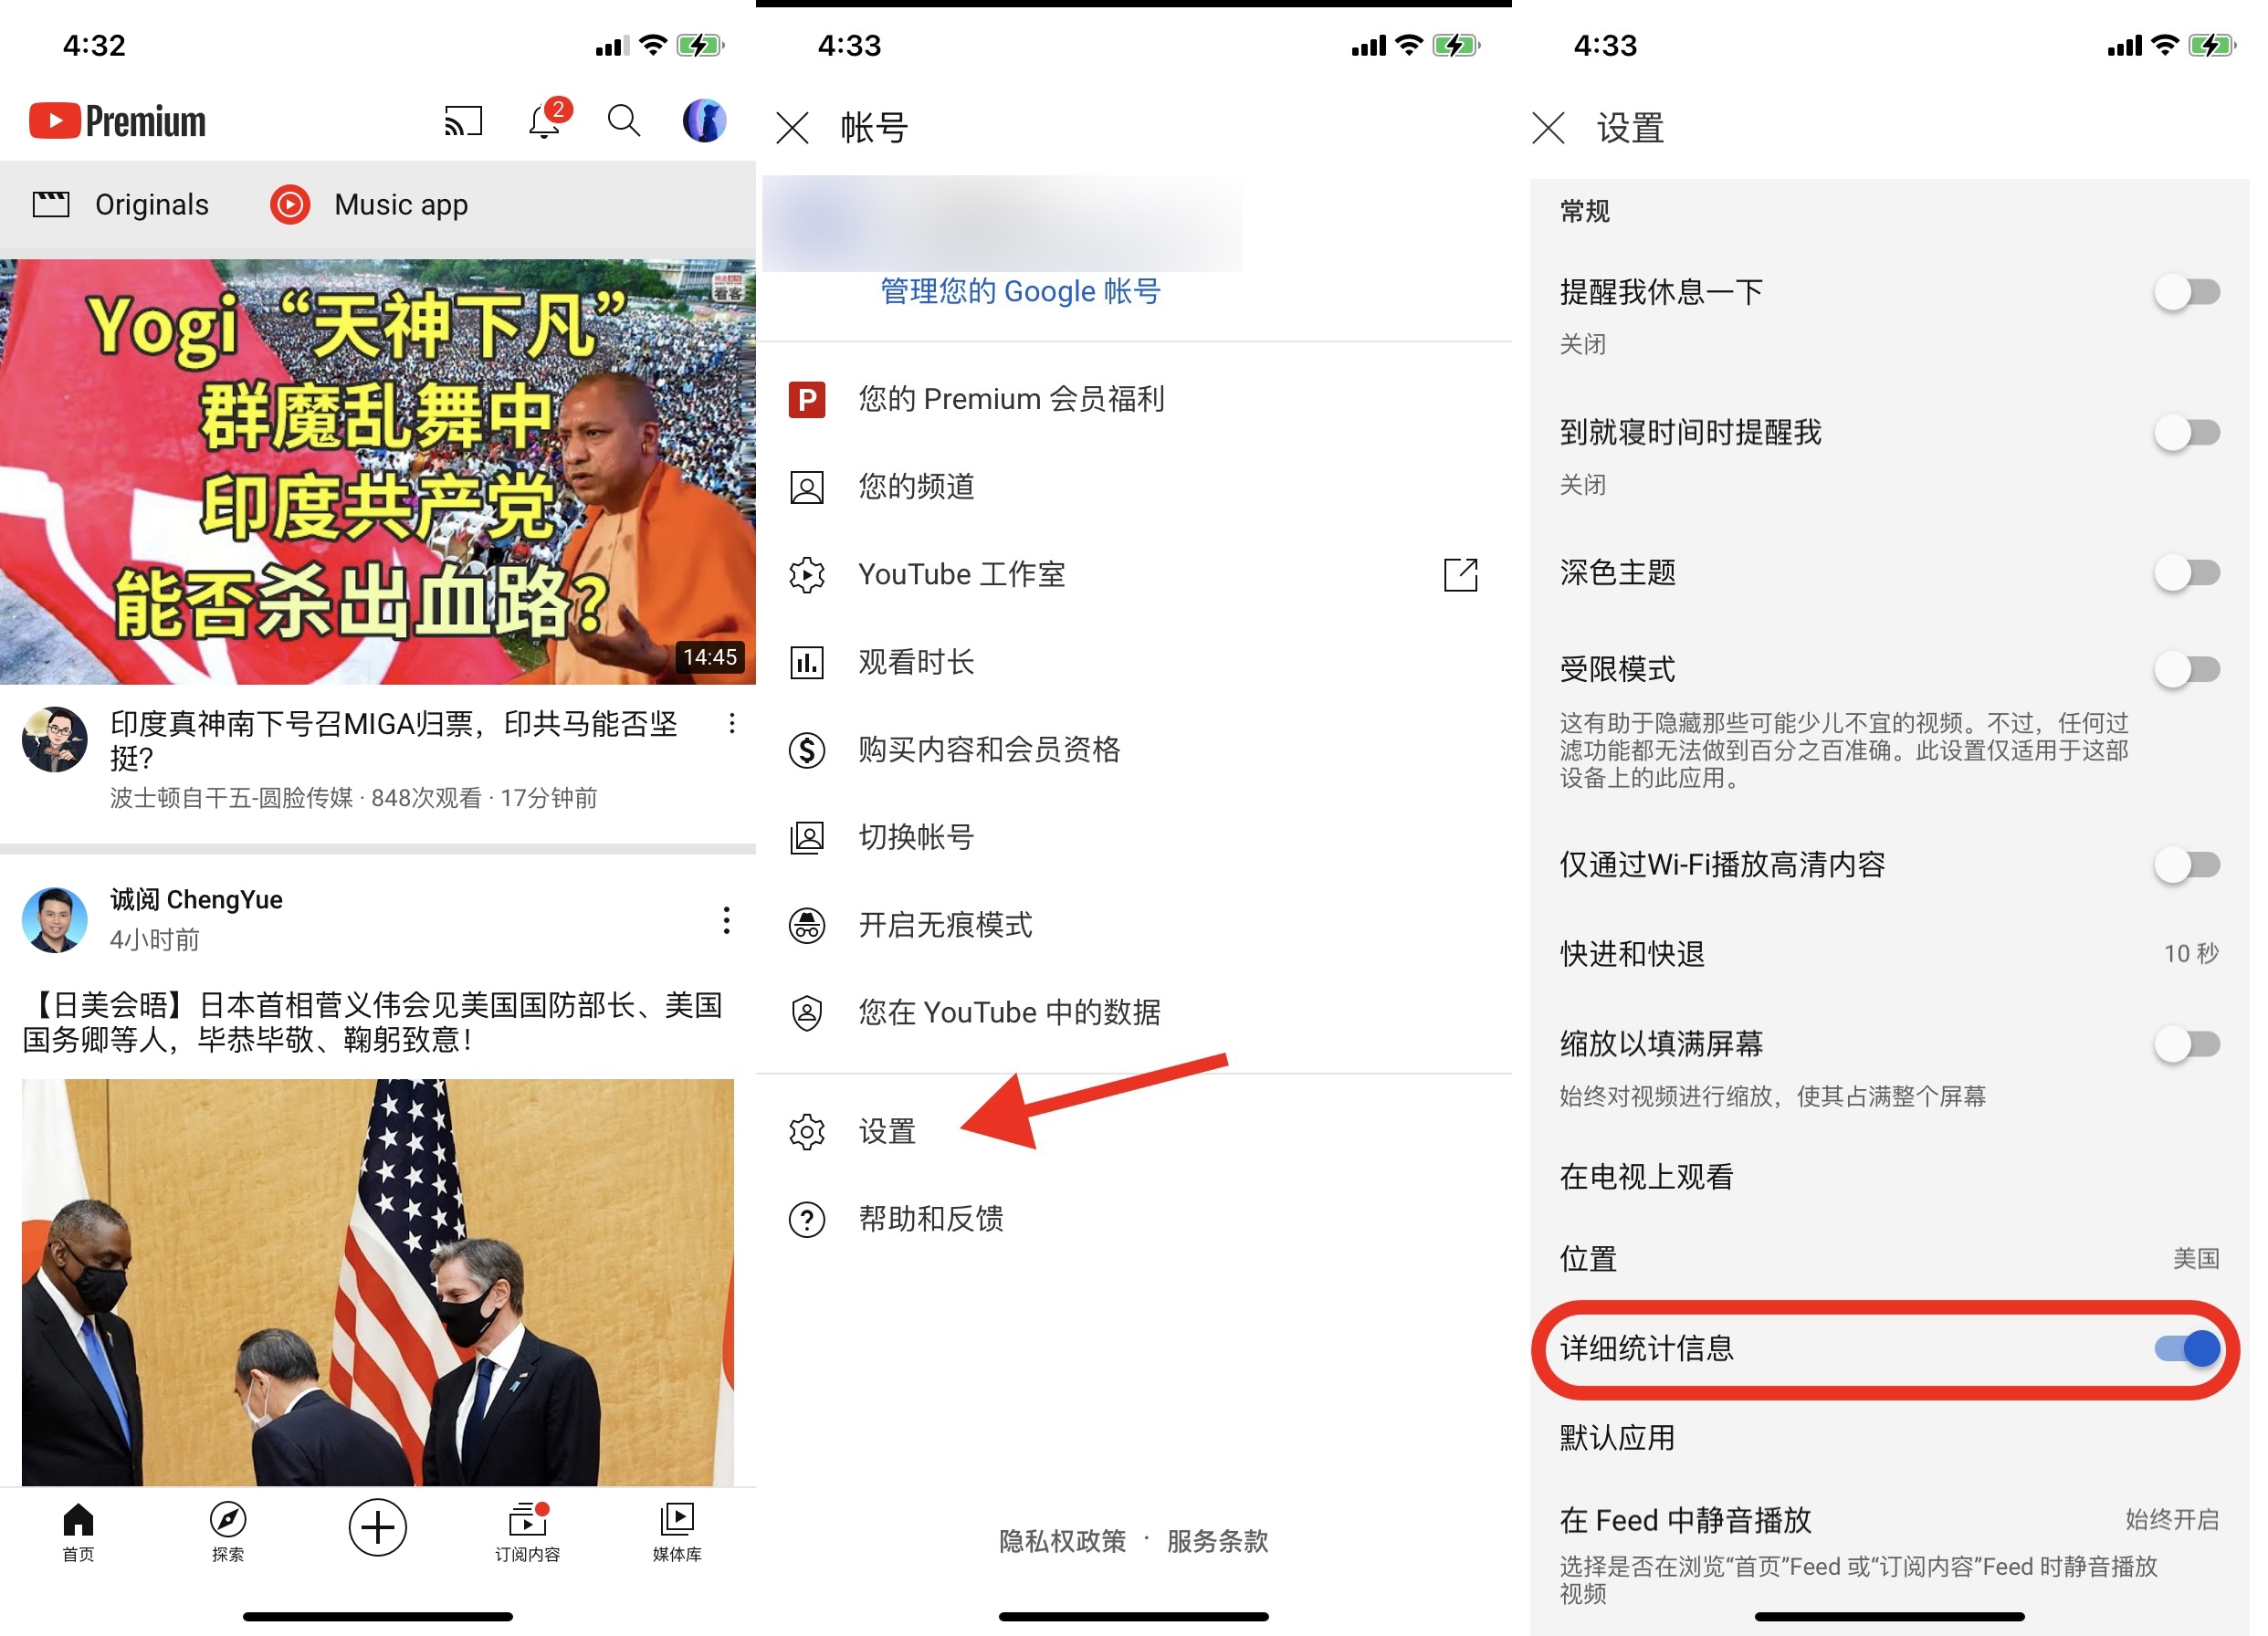 4:32
Premium
2
Originals
Music app
看客
Yogi “天神下凡”
群魔乱舞中
印度共产党
能否杀出血路?
14:45
印度真神南下号召MIGA归票，印共马能否坚
挺?
波士顿自干五-圆脸传媒 · 848次观看 · 17分钟前
诚阅 ChengYue
4小时前
【日美会晤】日本首相菅义伟会见美国国防部长、美国
国务卿等人，毕恭毕敬、鞠躬致意！
首页
探索
订阅内容
媒体库
4:33
帐号
管理您的 Google 帐号
P
您的 Premium 会员福利
您的频道
YouTube 工作室
观看时长
购买内容和会员资格
切换帐号
开启无痕模式
您在 YouTube 中的数据
设置
帮助和反馈
隐私权政策 · 服务条款
4:33
设置
常规
提醒我休息一下
关闭
到就寝时间时提醒我
关闭
深色主题
受限模式
这有助于隐藏那些可能少儿不宜的视频。不过，任何过
滤功能都无法做到百分之百准确。此设置仅适用于这部
设备上的此应用。
仅通过Wi-Fi播放高清内容
快进和快退
10 秒
缩放以填满屏幕
始终对视频进行缩放，使其占满整个屏幕
在电视上观看
位置
美国
详细统计信息
默认应用
在 Feed 中静音播放
始终开启
选择是否在浏览“首页”Feed 或“订阅内容”Feed 时静音播放
视频